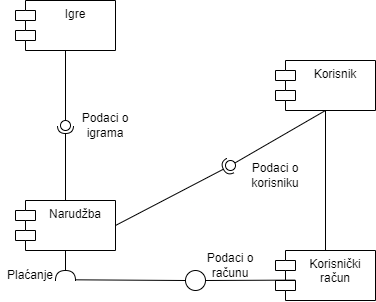 Igre
Korisnik
Podaci o
igrama
Podaci o
korisniku
Narudžba
Plaćanje
Podaci o
računu
Korisnički
račun